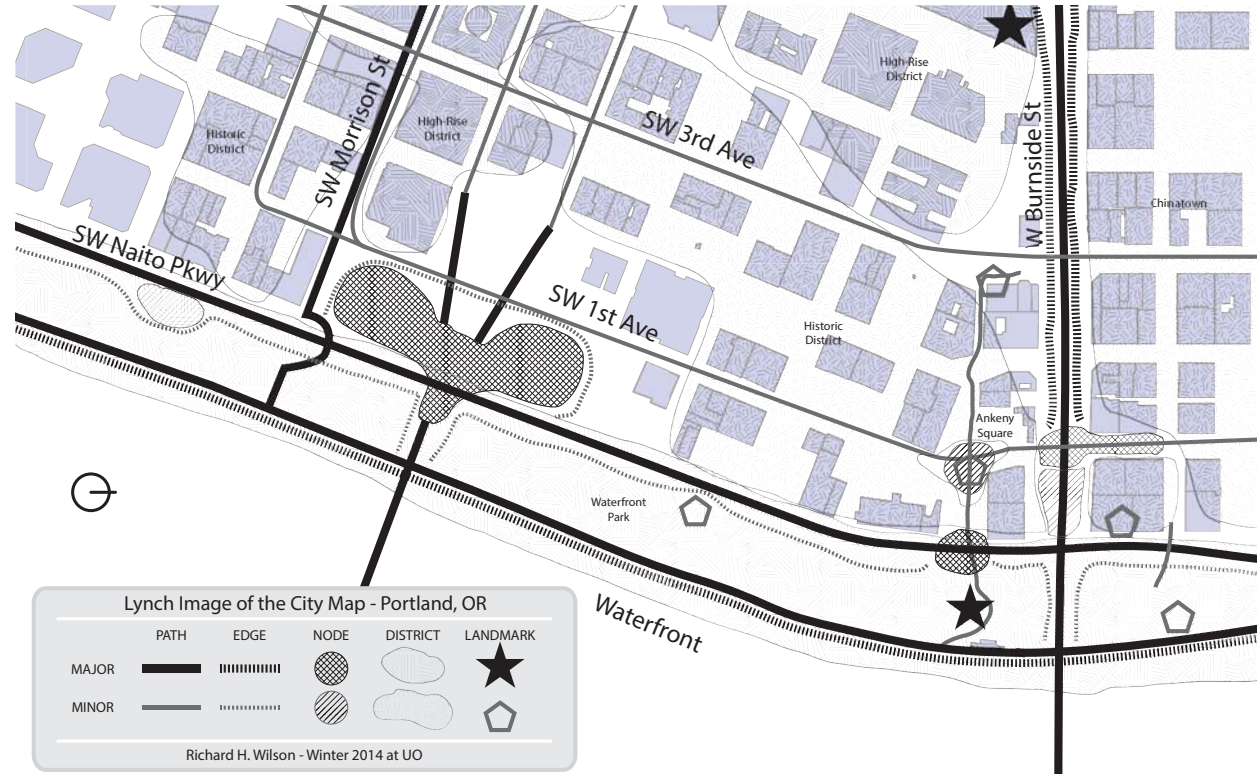 SW Morrison St
High-Rise
District
Historic
District
SW 3rd Ave
High-Rise
District
W Burnside St
Chinatown
SW Naito Pkwy
SW 1st Ave
Historic
District
Ankeny
Square
Waterfront
Park
Waterfront
Lynch Image of the City Map - Portland, OR
PATH EDGE NODE DISTRICT LANDMARK
MAJOR
MINOR
Richard H. Wilson - Winter 2014 at UO